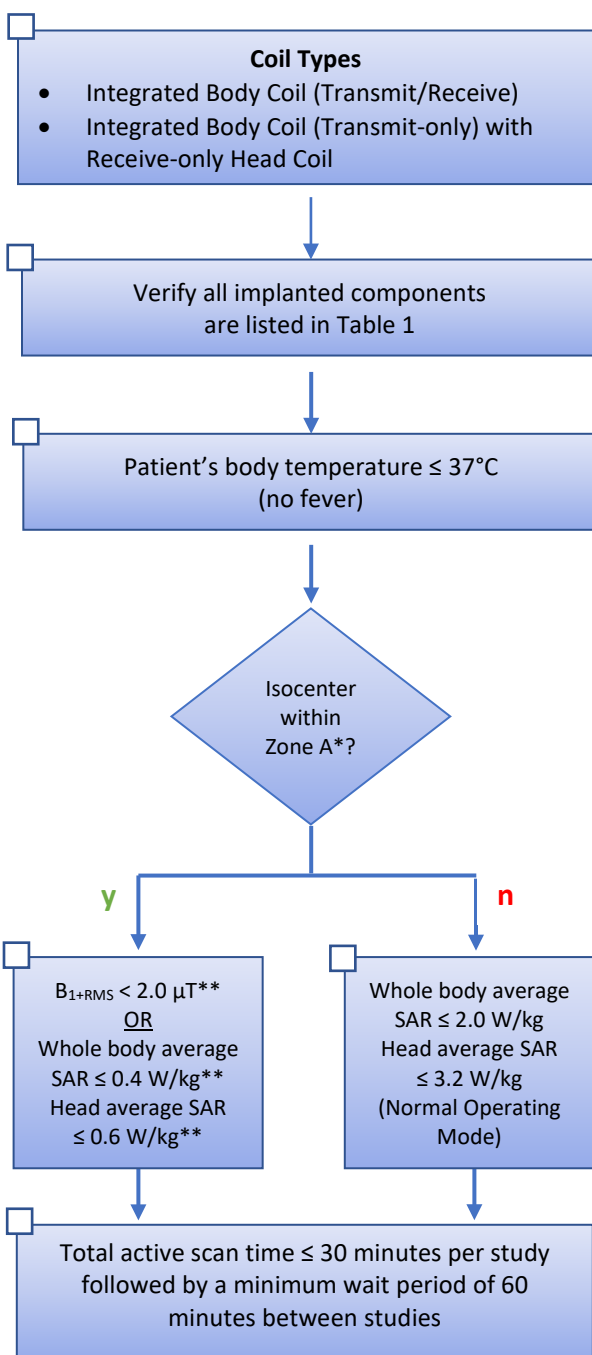 Coil Types
• Integrated Body Coil (Transmit/Receive)
• Integrated Body Coil (Transmit-only) with
Receive-only Head Coil
Verify all implanted components
are listed in Table 1
Patient's body temperature ≤ 37°C
(no fever)
Isocenter
within
Zone A*?
y
n
B1+RMS < 2.0 µT**
OR
Whole body average
SAR ≤ 0.4 W/kg**
Head average SAR
≤ 0.6 W/kg**
Whole body average
SAR ≤ 2.0 W/kg
Head average SAR
≤ 3.2 W/kg
(Normal Operating
Mode)
Total active scan time ≤ 30 minutes per study
followed by a minimum wait period of 60
minutes between studies